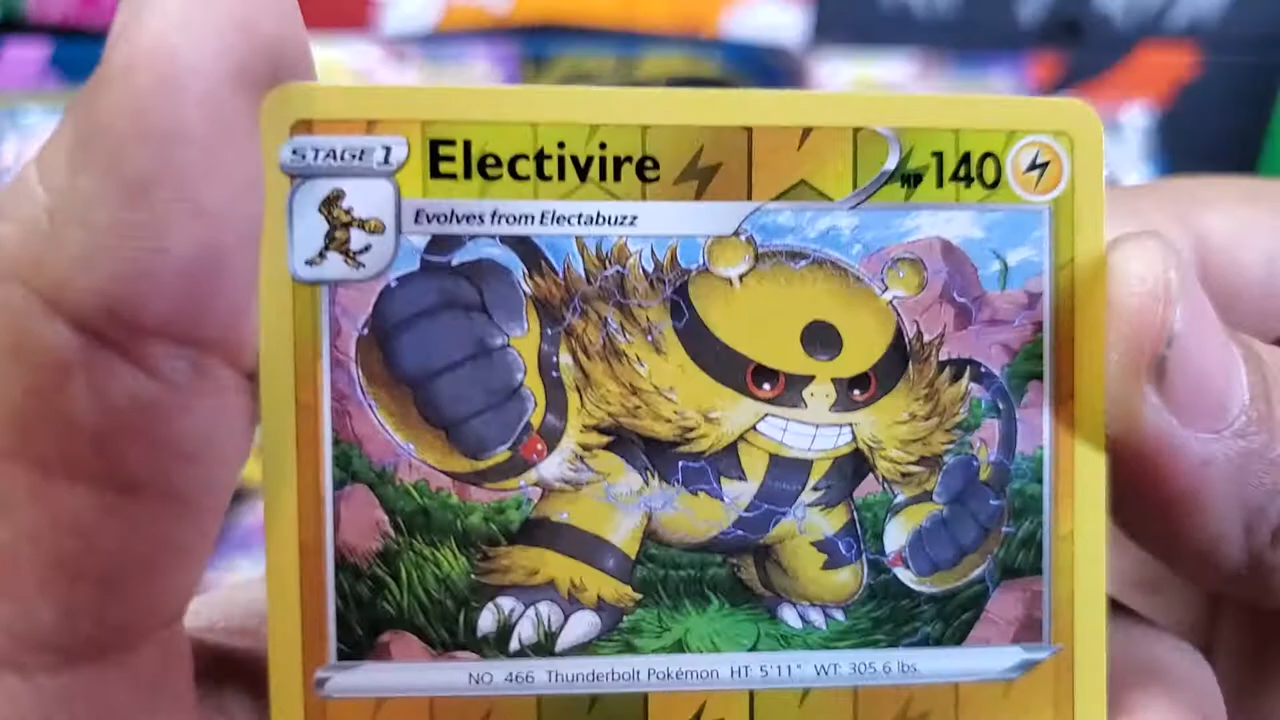 STAGE 1
Electivire
HP 140
Evolves from Electabuzz
NO. 466 Thunderbolt Pokémon HT: 5'11" WT: 305.6 lbs.